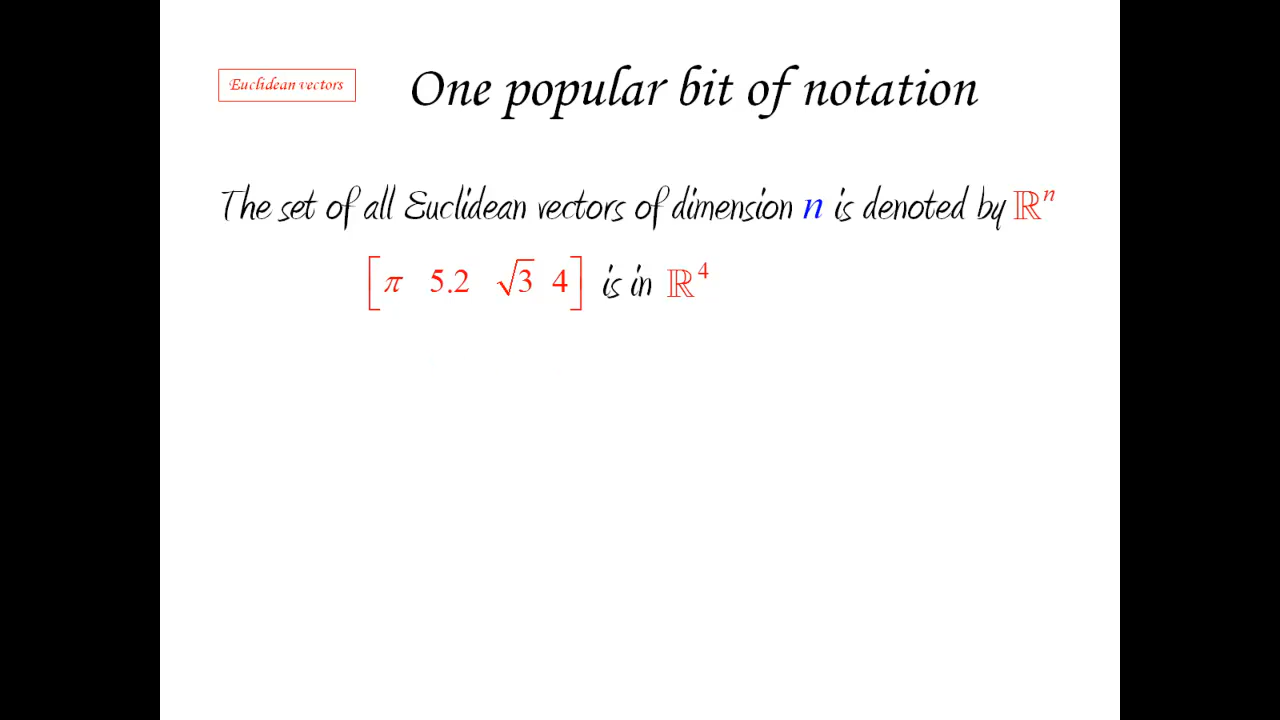 Euclidean vectors
One popular bit of notation
The set of all Euclidean vectors of dimension n is denoted by ℝⁿ
[π 5.2 √3 4] is in ℝ⁴